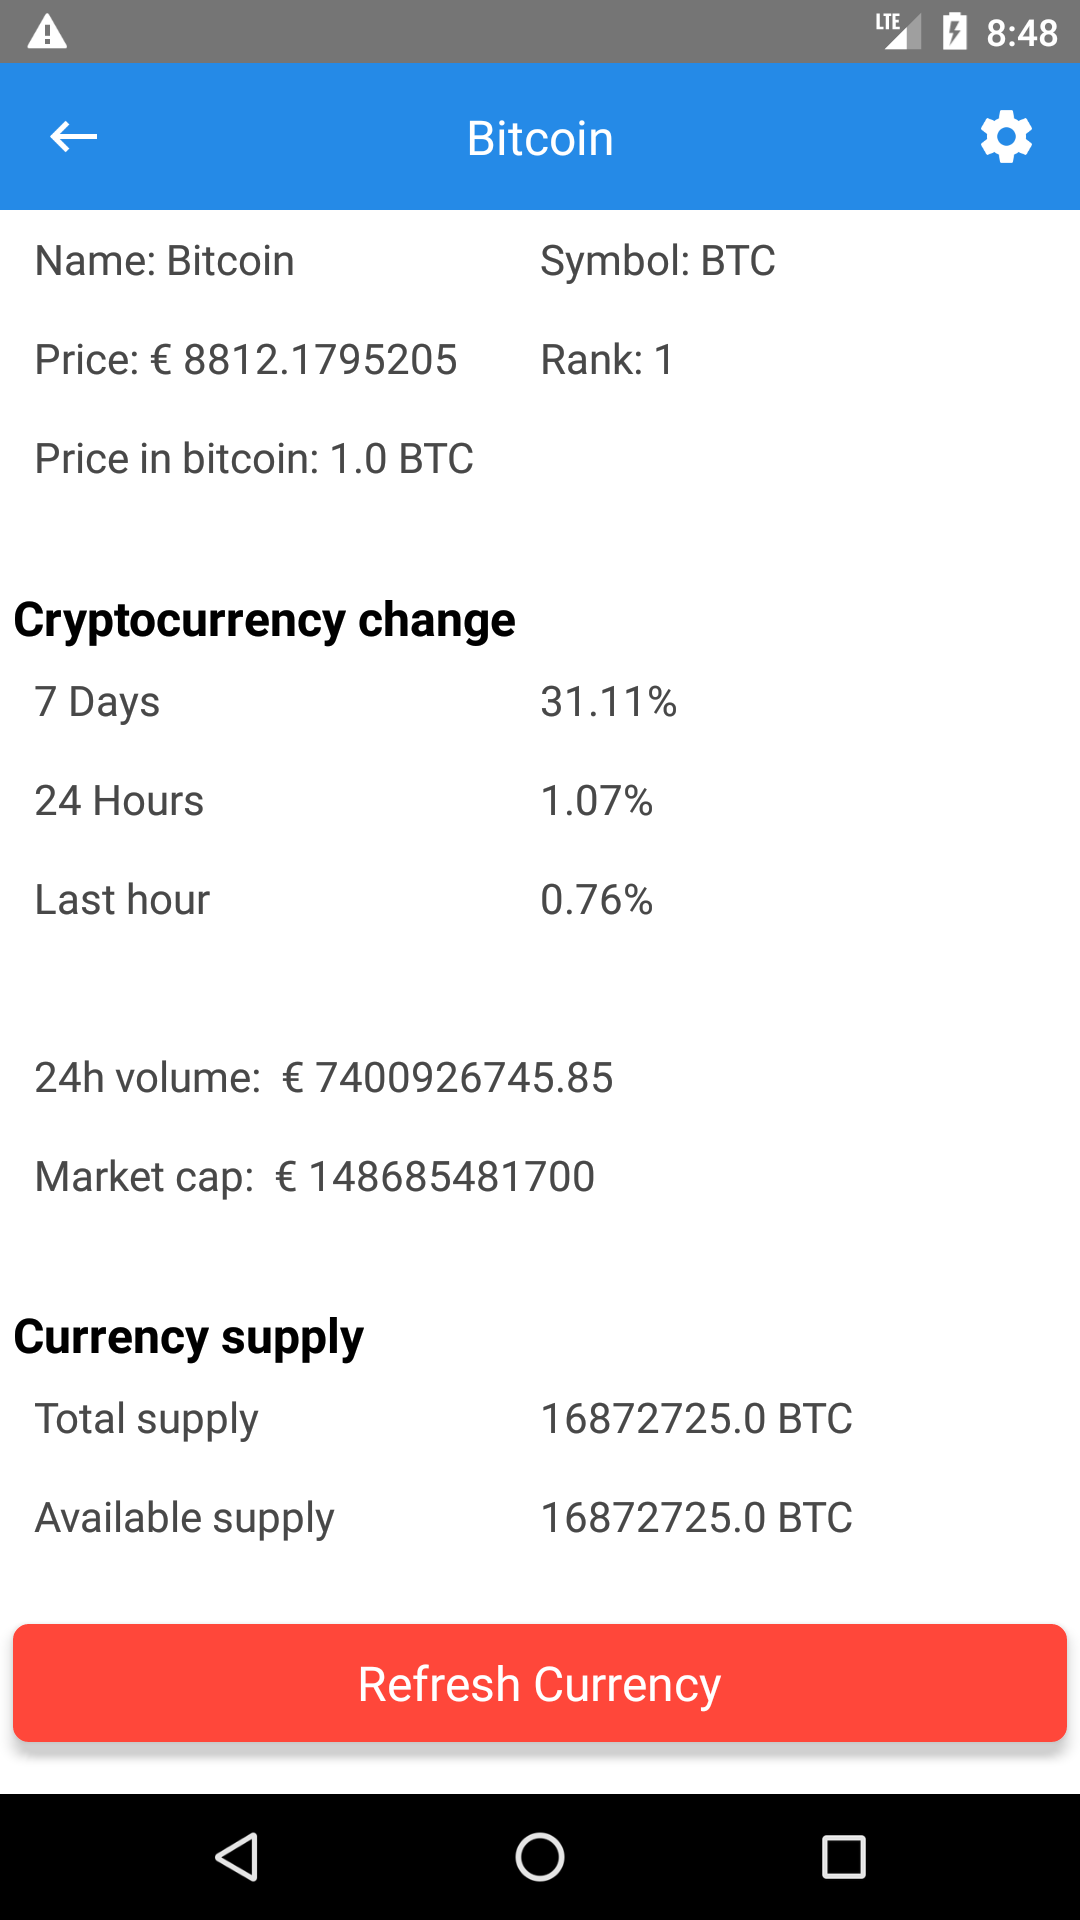 LTE 8:48
Bitcoin
Name: Bitcoin Symbol: BTC
Price: € 8812.1795205 Rank: 1
Price in bitcoin: 1.0 BTC
Cryptocurrency change
7 Days 31.11%
24 Hours 1.07%
Last hour 0.76%
24h volume: € 7400926745.85
Market cap: € 148685481700
Currency supply
Total supply 16872725.0 BTC
Available supply 16872725.0 BTC
Refresh Currency